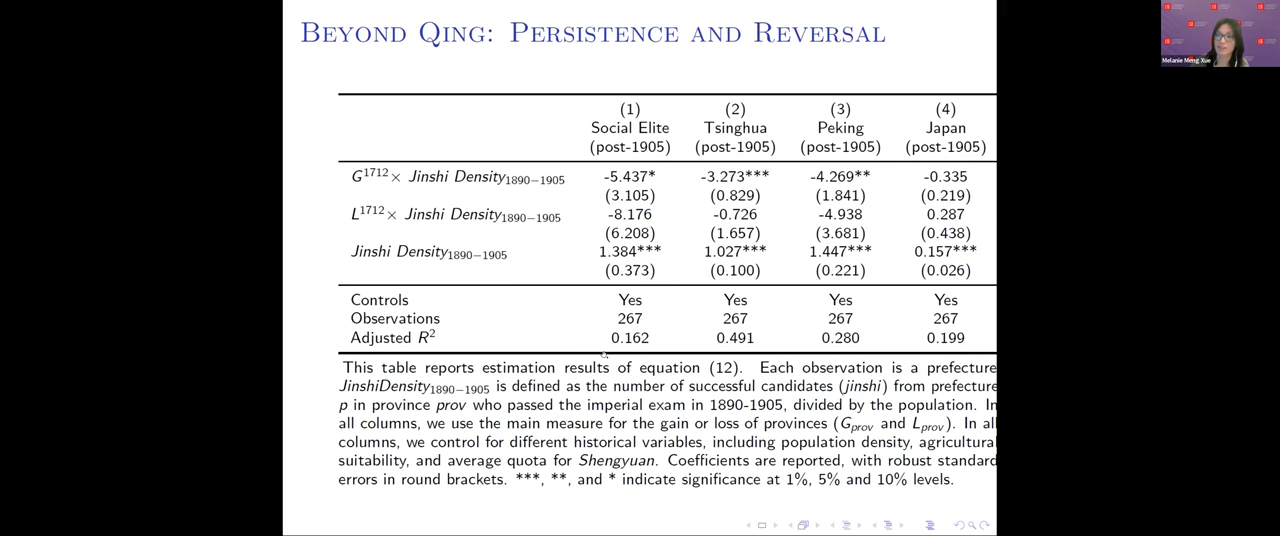 BEYOND QING: PERSISTENCE AND REVERSAL
Melanie Meng Xue
(1) (2) (3) (4)
Social Elite Tsinghua Peking Japan
(post-1905) (post-1905) (post-1905) (post-1905)
G^1712 × Jinshi Density_1890−1905 -5.437* -3.273*** -4.269** -0.335
(3.105) (0.829) (1.841) (0.219)
L^1712 × Jinshi Density_1890−1905 -8.176 -0.726 -4.938 0.287
(6.208) (1.657) (3.681) (0.438)
Jinshi Density_1890−1905 1.384*** 1.027*** 1.447*** 0.157***
(0.373) (0.100) (0.221) (0.026)
Controls Yes Yes Yes Yes
Observations 267 267 267 267
Adjusted R^2 0.162 0.491 0.280 0.199
This table reports estimation results of equation (12). Each observation is a prefecture
JinshiDensity_1890−1905 is defined as the number of successful candidates (jinshi) from prefecture
p in province prov who passed the imperial exam in 1890-1905, divided by the population. In
all columns, we use the main measure for the gain or loss of provinces (G_prov and L_prov). In all
columns, we control for different historical variables, including population density, agricultural
suitability, and average quota for Shengyuan. Coefficients are reported, with robust standard
errors in round brackets. ***, **, and * indicate significance at 1%, 5% and 10% levels.